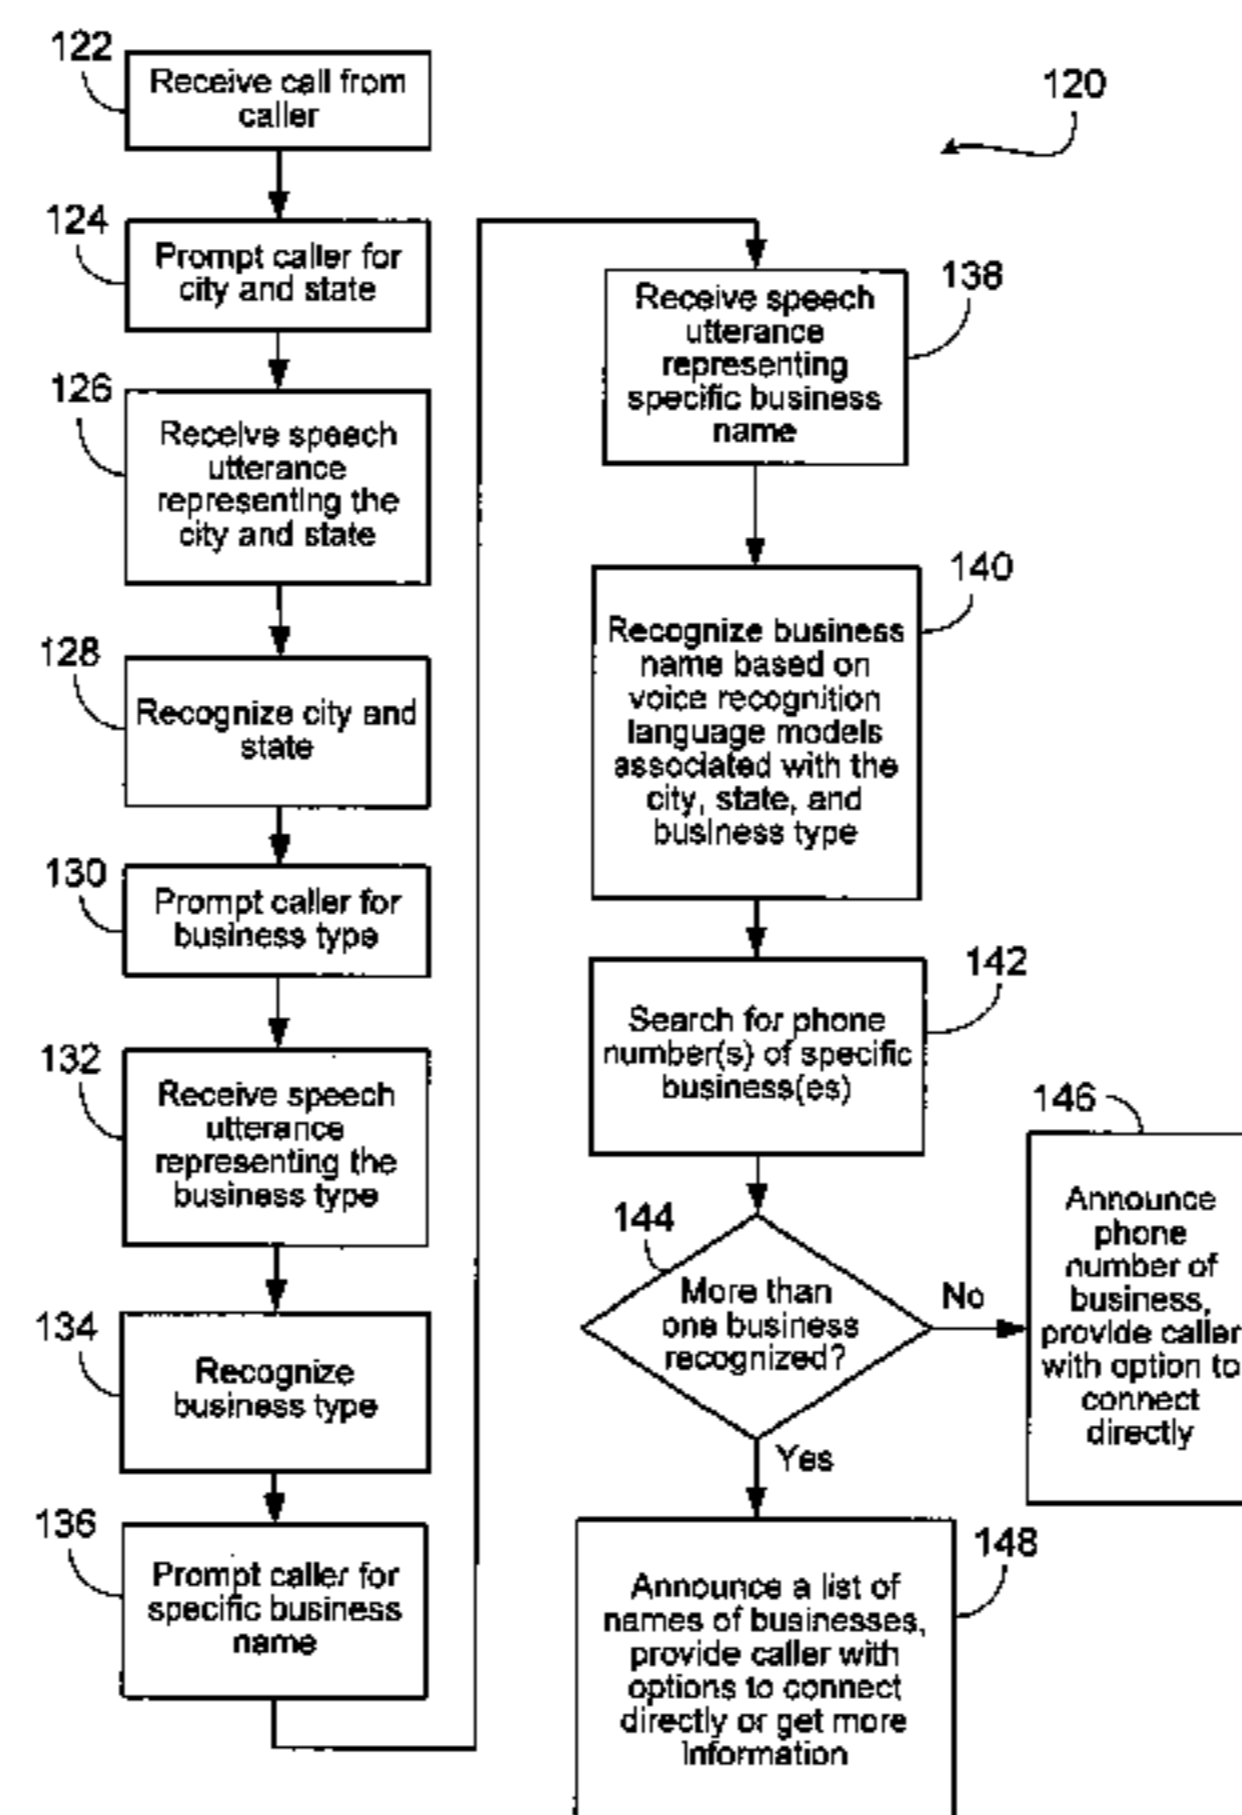 122
Receive call from
caller
124
Prompt caller for
city and state
126
Receive speech
utterance
representing the
city and state
128
Recognize city and
state
130
Prompt caller for
business type
132
Receive speech
utterance
representing the
business type
134
Recognize
business type
136
Prompt caller for
specific business
name
120
138
Receive speech
utterance
representing
specific business
name
140
Recognize business
name based on
voice recognition
language models
associated with the
city, state, and
business type
142
Search for phone
number(s) of specific
business(es)
144
More than
one business
recognized?
No
Yes
146
Announce
phone
number of
business,
provide caller
with option to
connect
directly
148
Announce a list of
names of businesses,
provide caller with
options to connect
directly or get more
Information